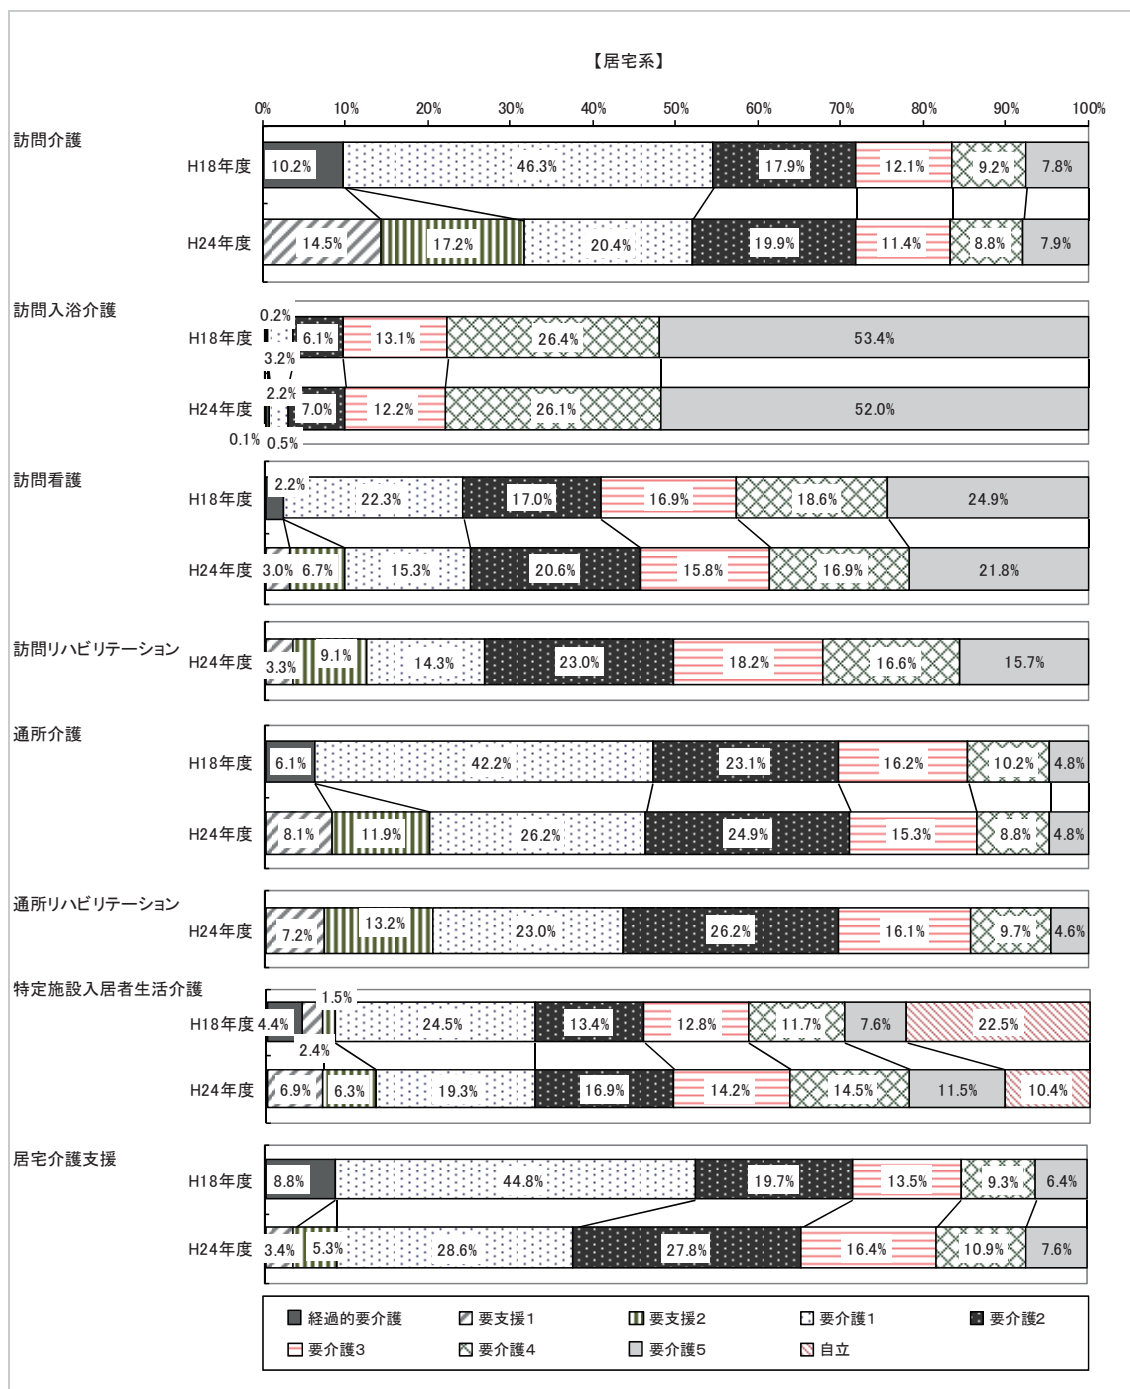 【居宅系】
0% 10% 20% 30% 40% 50% 60% 70% 80% 90% 100%
訪問介護
H18年度 10.2% 46.3% 17.9% 12.1% 9.2% 7.8%
H24年度 14.5% 17.2% 20.4% 19.9% 11.4% 8.8% 7.9%
訪問入浴介護
0.2%
H18年度 6.1% 13.1% 26.4% 53.4%
3.2%
2.2%
H24年度 7.0% 12.2% 26.1% 52.0%
0.1% 0.5%
訪問看護
2.2%
H18年度 22.3% 17.0% 16.9% 18.6% 24.9%
H24年度 3.0% 6.7% 15.3% 20.6% 15.8% 16.9% 21.8%
訪問リハビリテーション
H24年度 3.3% 9.1% 14.3% 23.0% 18.2% 16.6% 15.7%
通所介護
H18年度 6.1% 42.2% 23.1% 16.2% 10.2% 4.8%
H24年度 8.1% 11.9% 26.2% 24.9% 15.3% 8.8% 4.8%
通所リハビリテーション
H24年度 7.2% 13.2% 23.0% 26.2% 16.1% 9.7% 4.6%
特定施設入居者生活介護
1.5%
H18年度 4.4% 24.5% 13.4% 12.8% 11.7% 7.6% 22.5%
2.4%
H24年度 6.9% 6.3% 19.3% 16.9% 14.2% 14.5% 11.5% 10.4%
居宅介護支援
H18年度 8.8% 44.8% 19.7% 13.5% 9.3% 6.4%
H24年度 3.4% 5.3% 28.6% 27.8% 16.4% 10.9% 7.6%
経過的要介護 要支援1 要支援2 要介護1 要介護2
要介護3 要介護4 要介護5 自立